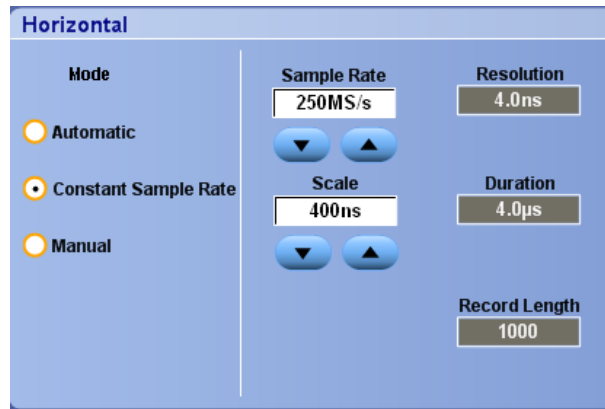 Horizontal
Mode
Automatic
Constant Sample Rate
Manual
Sample Rate
250MS/s
Scale
400ns
Resolution
4.0ns
Duration
4.0µs
Record Length
1000